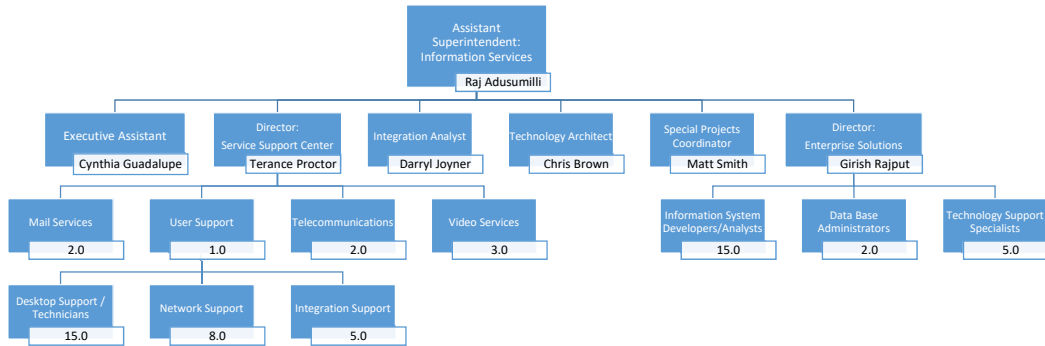 Assistant
Superintendent:
Information Services
Raj Adusumilli
Executive Assistant
Cynthia Guadalupe
Director:
Service Support Center
Terance Proctor
Integration Analyst
Darryl Joyner
Technology Architect
Chris Brown
Special Projects
Coordinator
Matt Smith
Director:
Enterprise Solutions
Girish Rajput
Mail Services
2.0
User Support
1.0
Telecommunications
2.0
Video Services
3.0
Information System
Developers/Analysts
15.0
Data Base
Administrators
2.0
Technology Support
Specialists
5.0
Desktop Support /
Technicians
15.0
Network Support
8.0
Integration Support
5.0